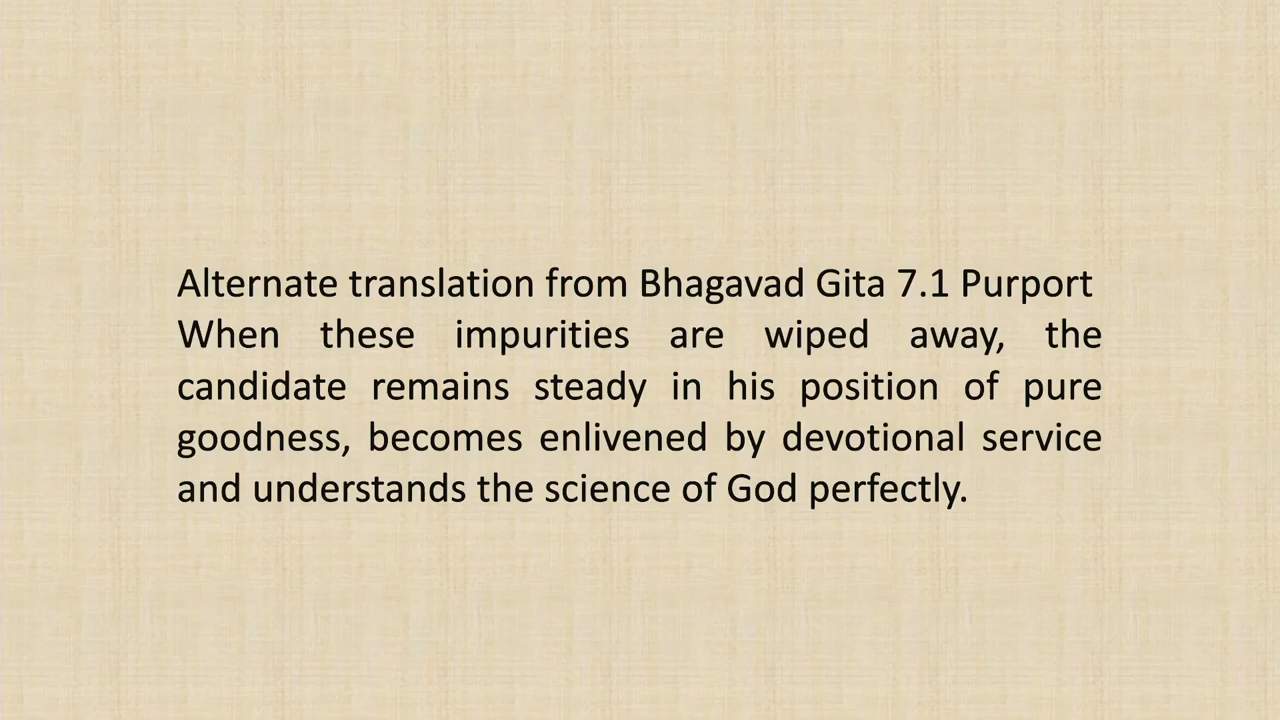 Alternate translation from Bhagavad Gita 7.1 Purport
When these impurities are wiped away, the
candidate remains steady in his position of pure
goodness, becomes enlivened by devotional service
and understands the science of God perfectly.